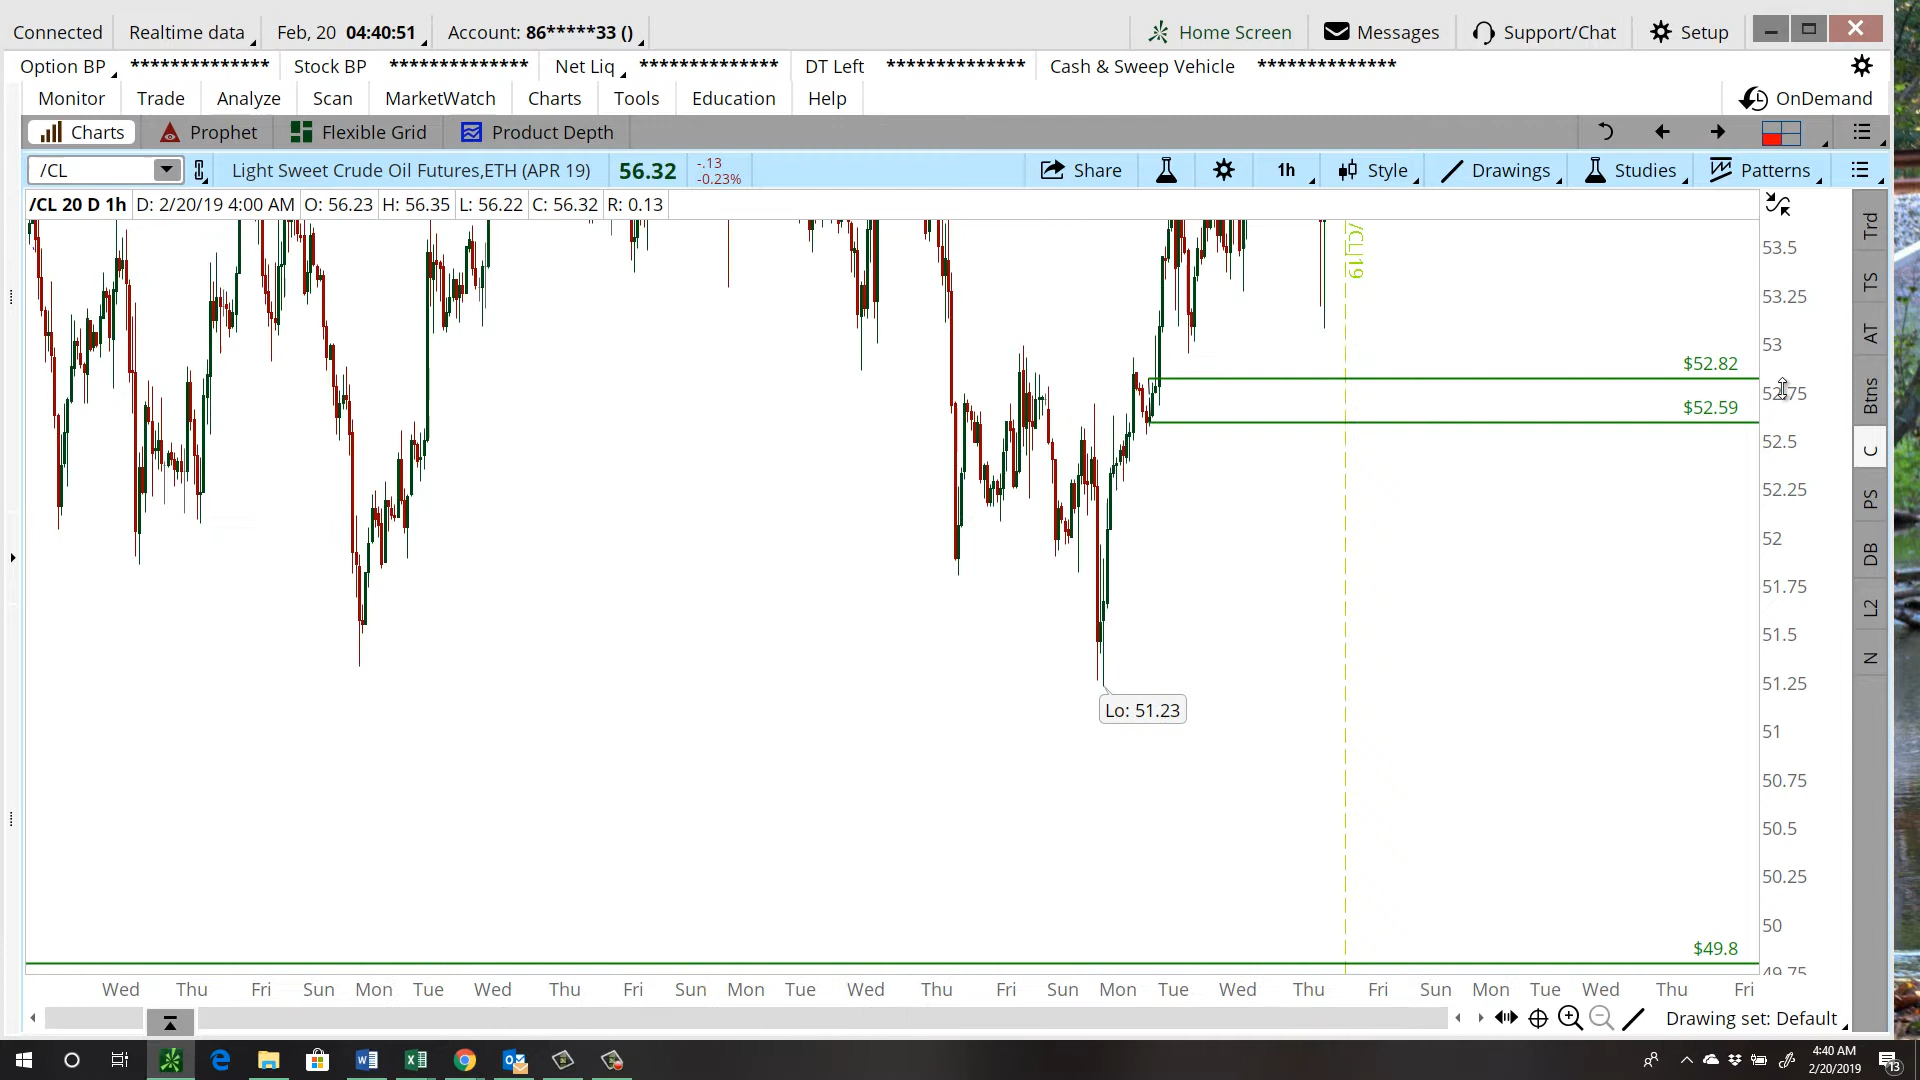 Connected Realtime data Feb, 20 04:40:51 Account: 86*****33 () Home Screen Messages Support/Chat Setup
Option BP ************** Stock BP ************** Net Liq ************** DT Left ************** Cash & Sweep Vehicle **************
Monitor Trade Analyze Scan MarketWatch Charts Tools Education Help OnDemand
Charts Prophet Flexible Grid Product Depth
/CL Light Sweet Crude Oil Futures,ETH (APR 19) 56.32 -.13 -0.23% Share 1h Style Drawings Studies Patterns
/CL 20 D 1h D: 2/20/19 4:00 AM O: 56.23 H: 56.35 L: 56.22 C: 56.32 R: 0.13
Trd
TS
AT
Btns
C
PS
DB
L2
N
/CLJ19
53.5
53.25
53
$52.82
52.75
$52.59
52.5
52.25
52
51.75
51.5
51.25
Lo: 51.23
51
50.75
50.5
50.25
50
$49.8
49.75
Wed Thu Fri Sun Mon Tue Wed Thu Fri Sun Mon Tue Wed Thu Fri Sun Mon Tue Wed Thu Fri Sun Mon Tue Wed Thu Fri
Drawing set: Default
4:40 AM
2/20/2019
13